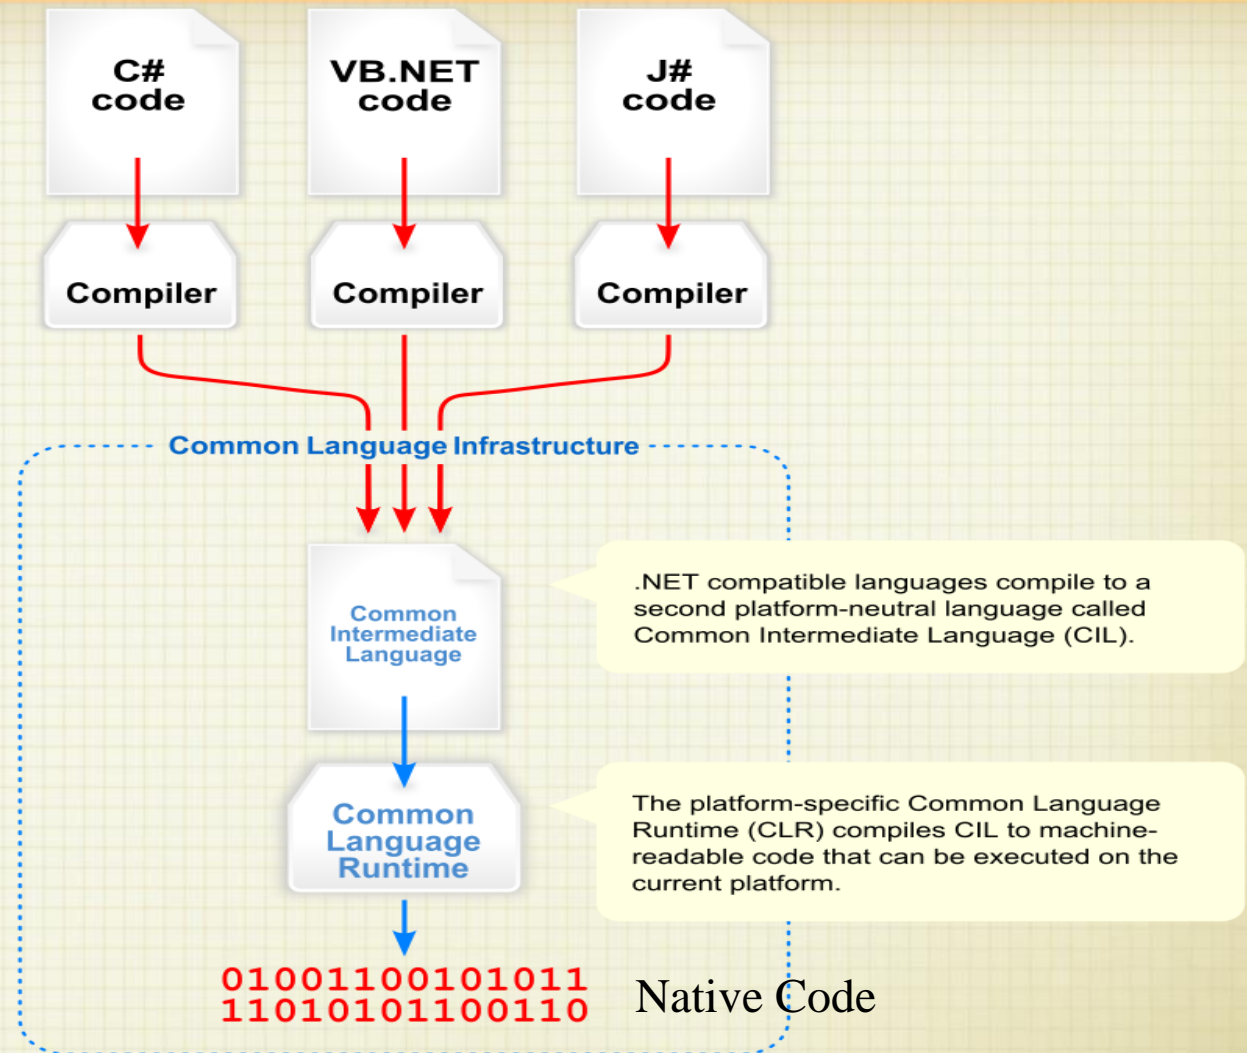 C#
code
VB.NET
code
J#
code
Compiler
Compiler
Compiler
Common Language Infrastructure
Common
Intermediate
Language
.NET compatible languages compile to a
second platform-neutral language called
Common Intermediate Language (CIL).
Common
Language
Runtime
The platform-specific Common Language
Runtime (CLR) compiles CIL to machine-
readable code that can be executed on the
current platform.
01001100101011
11010101100110
Native Code